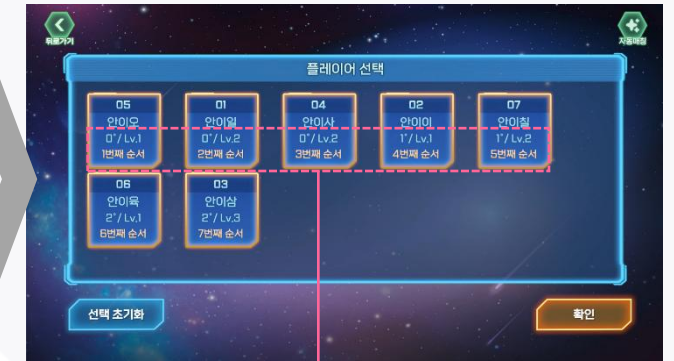 뒤로가기
자동매칭
플레이어 선택
05
안이오
0˚/ Lv.1
1번째 순서
01
안이일
0˚/ Lv.2
2번째 순서
04
안이사
0˚/ Lv.2
3번째 순서
02
안이이
1˚/ Lv.1
4번째 순서
07
안이칠
1˚/ Lv.2
5번째 순서
06
안이육
2˚/ Lv.1
6번째 순서
03
안이삼
2˚/ Lv.3
7번째 순서
선택 초기화
확인